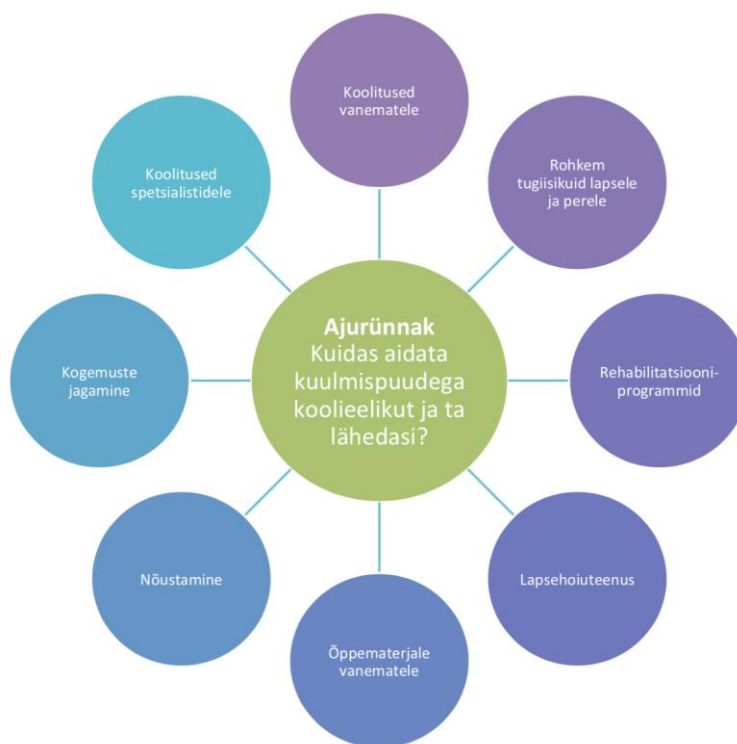 Koolitused
vanematele
Rohkem
tugiisikuid lapsele
ja perele
Rehabilitatsiooni-
programmid
Lapsehoiuteenus
Õppematerjale
vanematele
Nõustamine
Kogemuste
jagamine
Koolitused
spetsialistidele
Ajurünnak
Kuidas aidata
kuulmispuudega
koolieelikut ja ta
lähedasi?